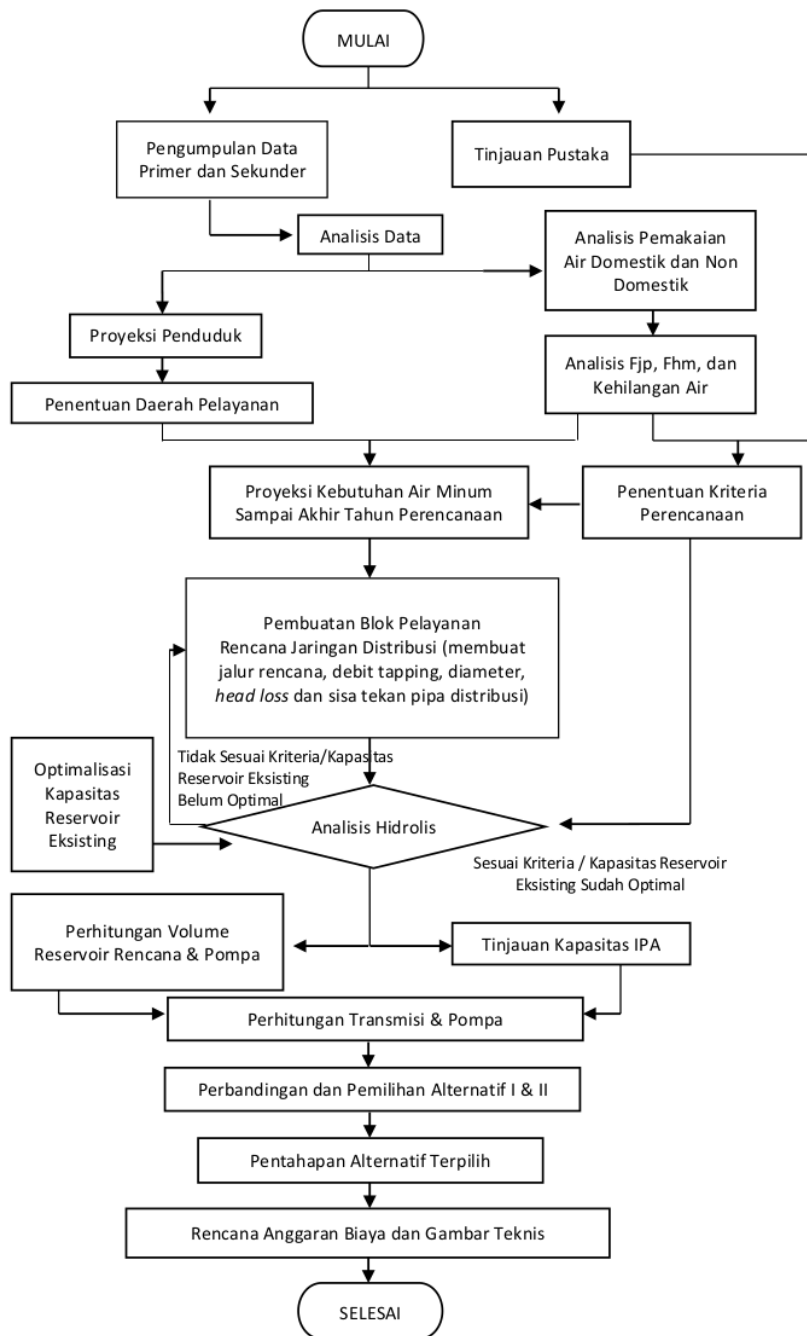 MULAI
Pengumpulan Data
Primer dan Sekunder
Tinjauan Pustaka
Analisis Data
Analisis Pemakaian
Air Domestik dan Non
Domestik
Proyeksi Penduduk
Analisis Fjp, Fhm, dan
Kehilangan Air
Penentuan Daerah Pelayanan
Proyeksi Kebutuhan Air Minum
Sampai Akhir Tahun Perencanaan
Penentuan Kriteria
Perencanaan
Pembuatan Blok Pelayanan
Rencana Jaringan Distribusi (membuat
jalur rencana, debit tapping, diameter,
head loss dan sisa tekan pipa distribusi)
Tidak Sesuai Kriteria/Kapasitas
Reservoir Eksisting
Belum Optimal
Optimalisasi
Kapasitas
Reservoir
Eksisting
Analisis Hidrolis
Sesuai Kriteria / Kapasitas Reservoir
Eksisting Sudah Optimal
Perhitungan Volume
Reservoir Rencana & Pompa
Tinjauan Kapasitas IPA
Perhitungan Transmisi & Pompa
Perbandingan dan Pemilihan Alternatif I & II
Pentahapan Alternatif Terpilih
Rencana Anggaran Biaya dan Gambar Teknis
SELESAI